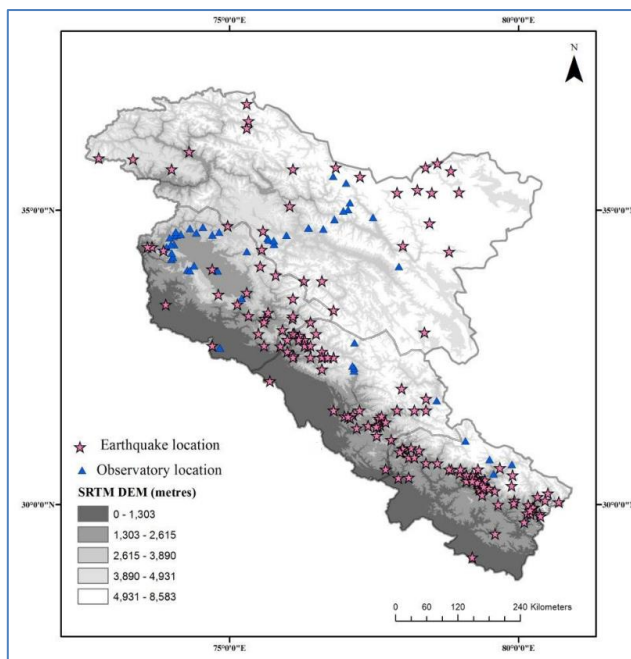 75°0'0"E 80°0'0"E
N
35°0'0"N 35°0'0"N
Earthquake location
Observatory location
SRTM DEM (metres)
0 - 1,303
1,303 - 2,615
2,615 - 3,890
3,890 - 4,931
4,931 - 8,583
30°0'0"N 30°0'0"N
0 30 60 120 180 240 Kilometers
75°0'0"E 80°0'0"E